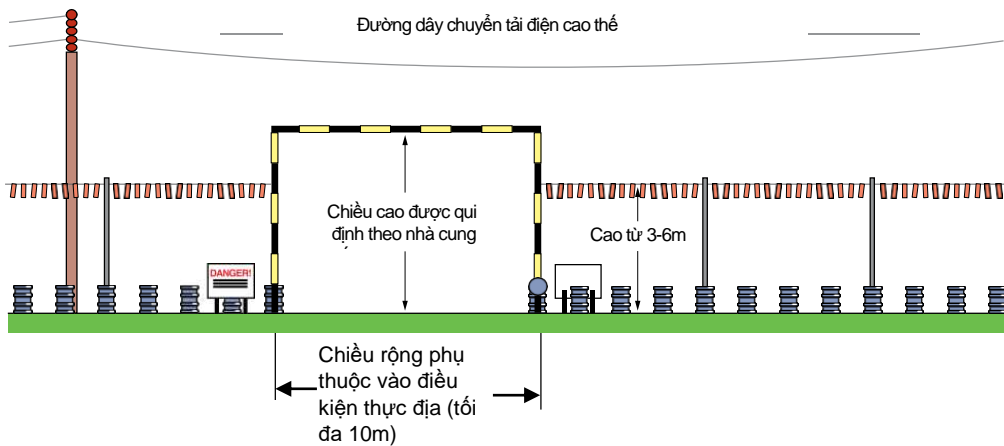 Đường dây chuyển tải điện cao thế
Chiều cao được qui
định theo nhà cung
Cao từ 3-6m
DANGER!
Chiều rộng phụ
thuộc vào điều
kiện thực địa (tối
đa 10m)